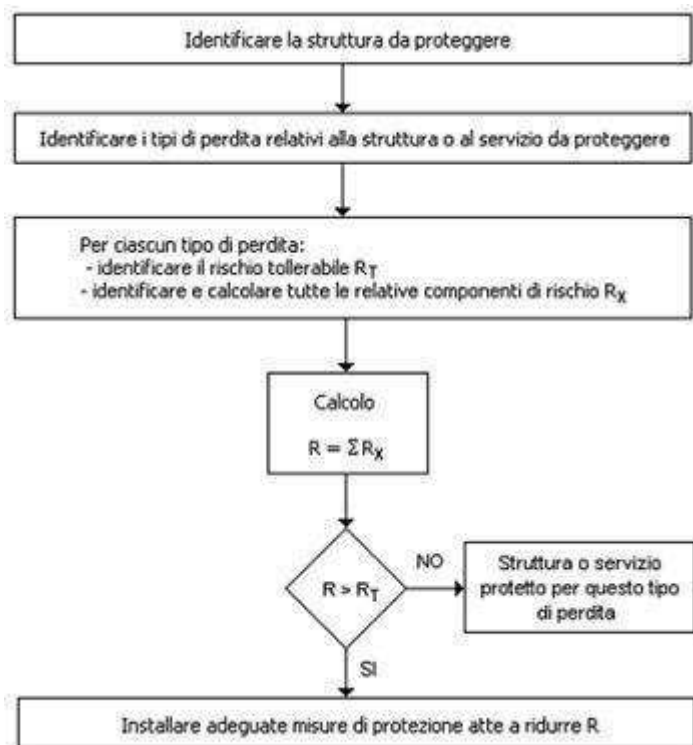 Identificare la struttura da proteggere
Identificare i tipi di perdita relativi alla struttura o al servizio da proteggere
Per ciascun tipo di perdita:
- identificare il rischio tollerabile RT
- identificare e calcolare tutte le relative componenti di rischio RX
Calcolo
R = ΣRX
R > RT
NO
Struttura o servizio
protetto per questo tipo
di perdita
SI
Installare adeguate misure di protezione atte a ridurre R